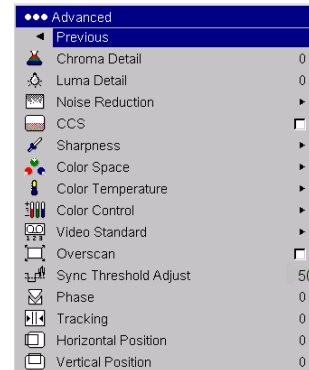 Advanced
Previous
Chroma Detail 0
Luma Detail 0
Noise Reduction
CCS
Sharpness
Color Space
Color Temperature
Color Control
Video Standard
Overscan
Sync Threshold Adjust 50
Phase 0
Tracking 0
Horizontal Position 0
Vertical Position 0